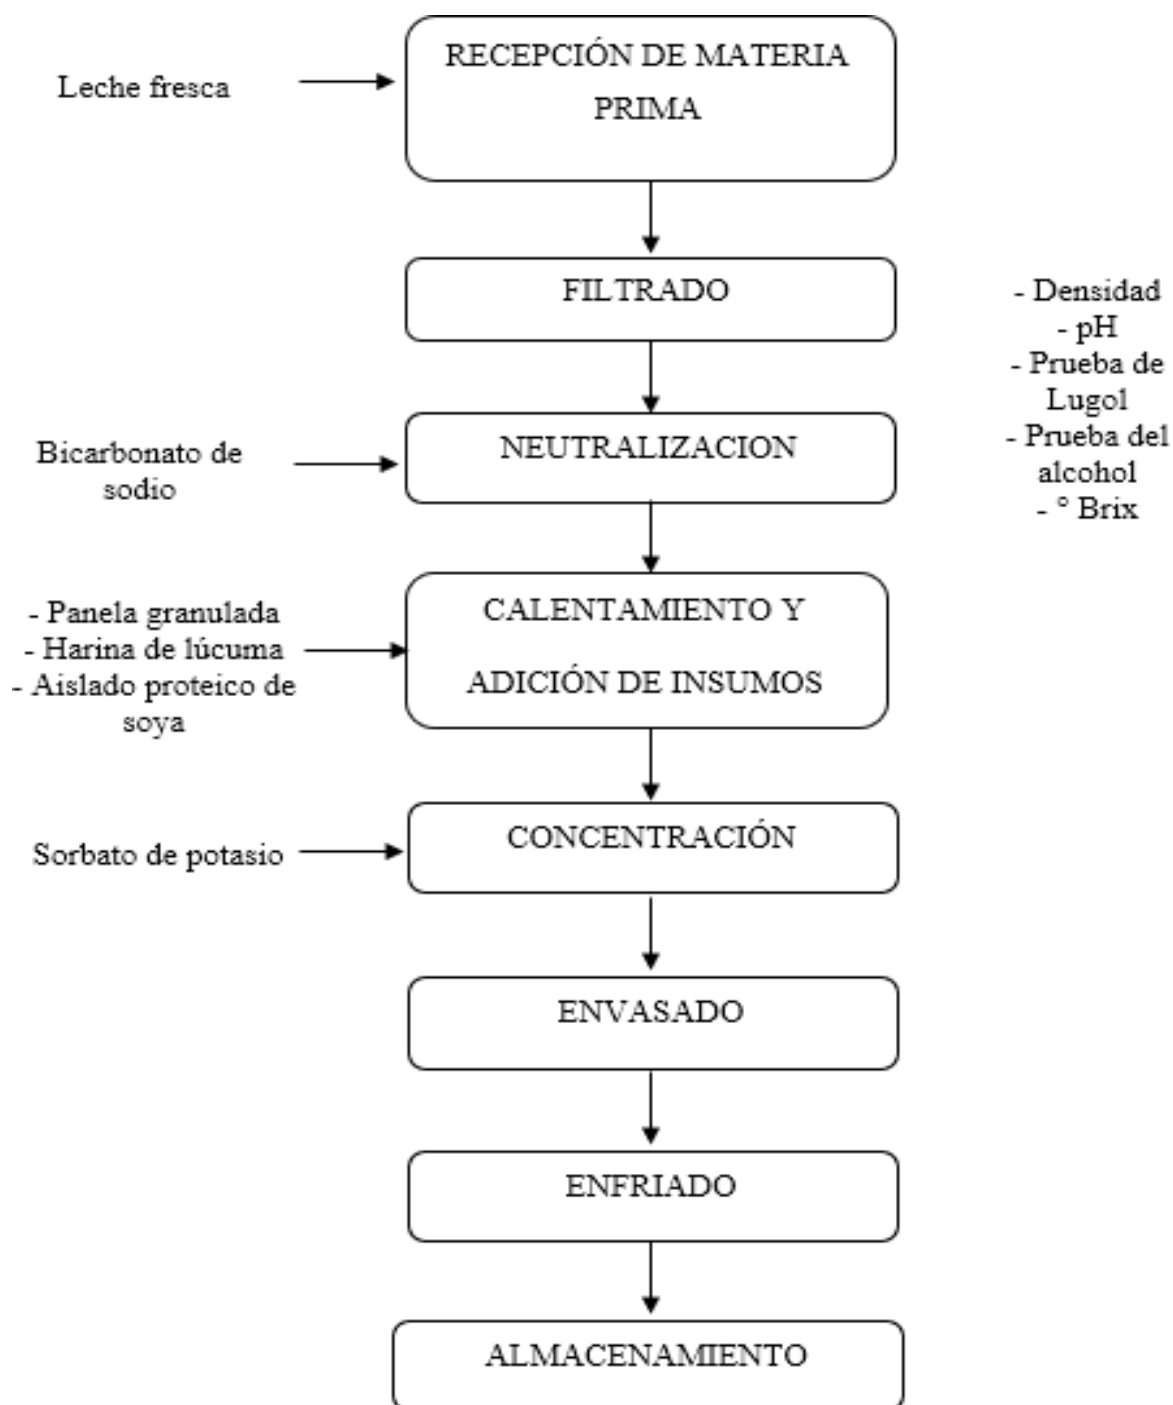 Leche fresca
RECEPCIÓN DE MATERIA
PRIMA
FILTRADO
- Densidad
- pH
- Prueba de
Lugol
- Prueba del
alcohol
- ° Brix
Bicarbonato de
sodio
NEUTRALIZACION
- Panela granulada
- Harina de lúcuma
- Aislado proteico de
soya
CALENTAMIENTO Y
ADICIÓN DE INSUMOS
Sorbato de potasio
CONCENTRACIÓN
ENVASADO
ENFRIADO
ALMACENAMIENTO